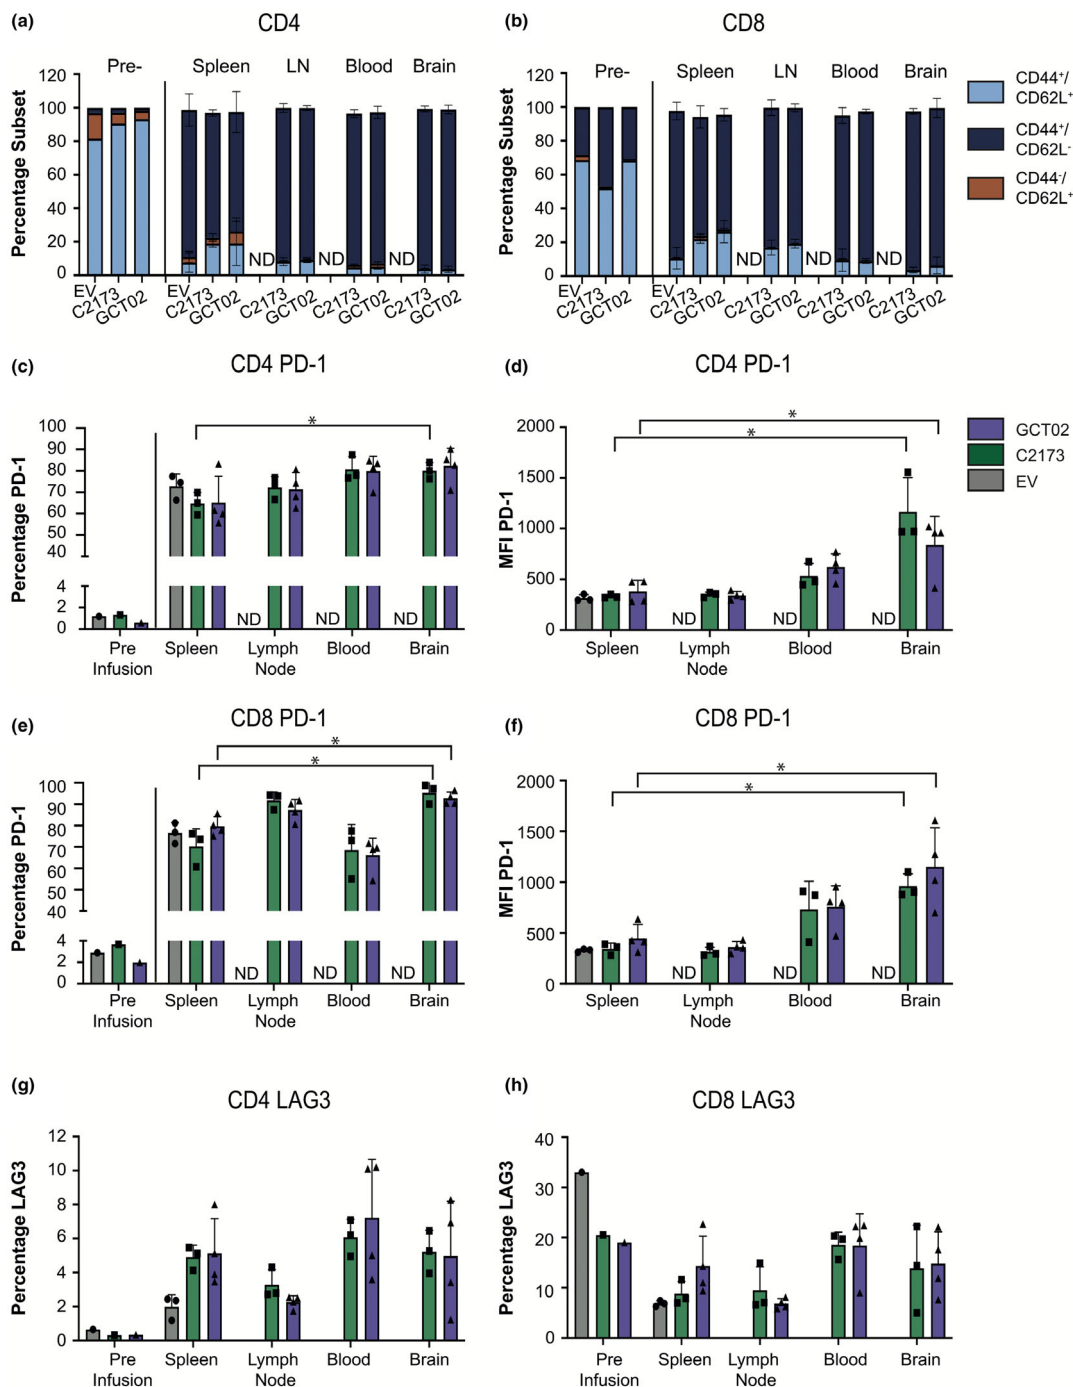 (a)
CD4
Pre-
Spleen
LN
Blood
Brain
Percentage Subset
120
100
80
60
40
20
0
ND
ND
ND
EV
C2173
GCT02
EV
C2173
GCT02
C2173
GCT02
C2173
GCT02
C2173
GCT02
(b)
CD8
Pre-
Spleen
LN
Blood
Brain
Percentage Subset
120
100
80
60
40
20
0
ND
ND
ND
EV
C2173
GCT02
EV
C2173
GCT02
C2173
GCT02
C2173
GCT02
C2173
GCT02
CD44⁺/
CD62L⁺
CD44⁺/
CD62L⁻
CD44⁻/
CD62L⁺
(c)
CD4 PD-1
Percentage PD-1
100
90
80
70
60
50
40
4
2
0
*
ND
ND
ND
Pre
Infusion
Spleen
Lymph
Node
Blood
Brain
(d)
CD4 PD-1
MFI PD-1
2000
1500
1000
500
0
*
*
ND
ND
ND
Spleen
Lymph
Node
Blood
Brain
GCT02
C2173
EV
(e)
CD8 PD-1
Percentage PD-1
100
90
80
70
60
50
40
4
2
0
*
*
ND
ND
ND
Pre
Infusion
Spleen
Lymph
Node
Blood
Brain
(f)
CD8 PD-1
MFI PD-1
2000
1500
1000
500
0
*
*
ND
ND
ND
Spleen
Lymph
Node
Blood
Brain
(g)
CD4 LAG3
Percentage LAG3
12
10
8
6
4
2
0
Pre
Infusion
Spleen
Lymph
Node
Blood
Brain
(h)
CD8 LAG3
Percentage LAG3
40
30
20
10
0
Pre
Infusion
Spleen
Lymph
Node
Blood
Brain